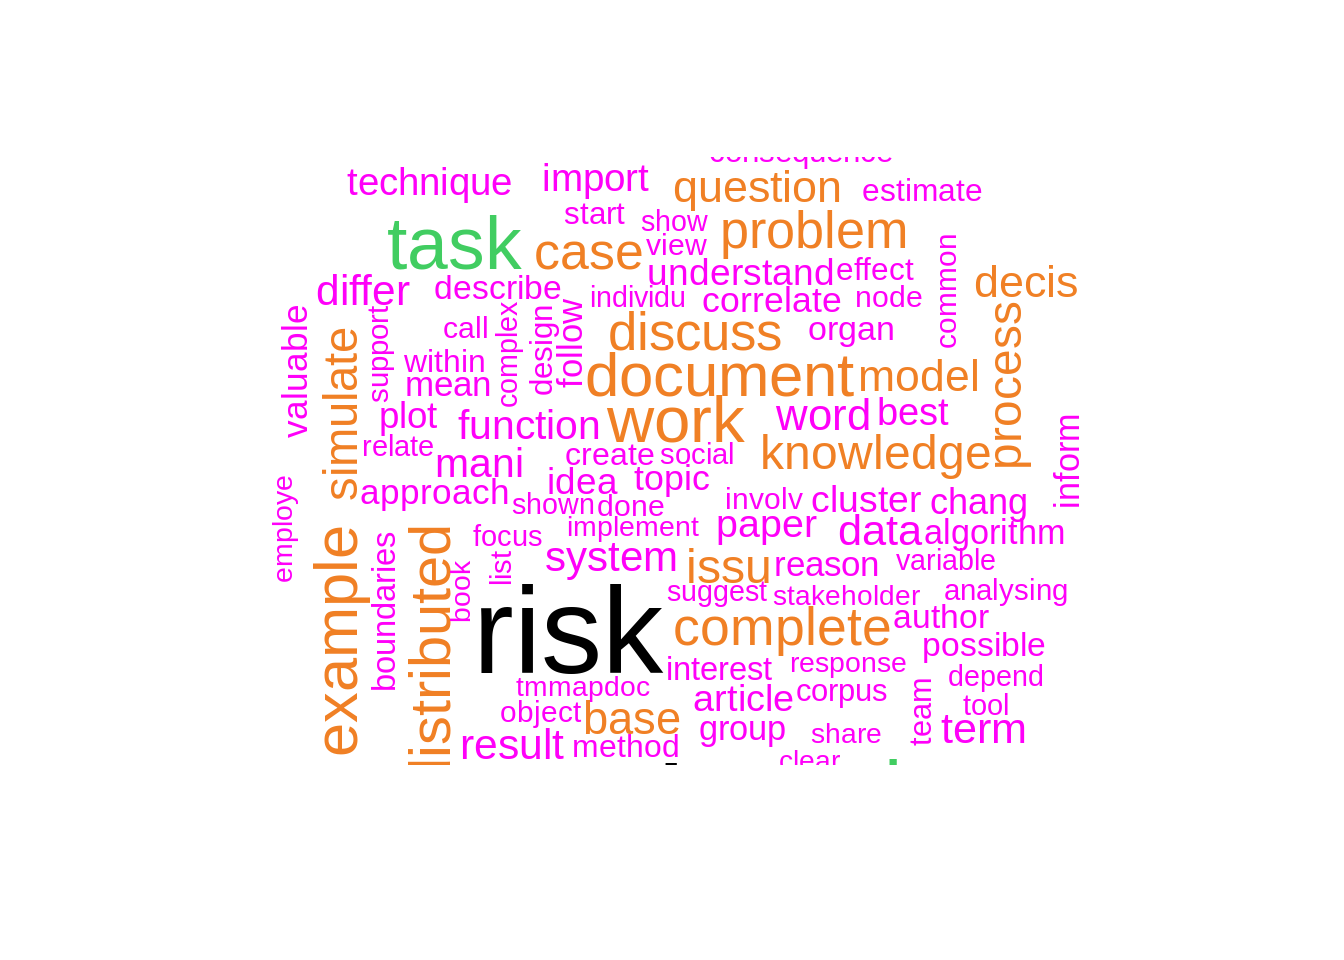 consequence
technique
import
question
estimate
start
show
task
case
view
problem
understand
effect
common
decis
differ
describe
individu
correlate
node
valuable
simulate
support
call
complex
design
follow
discuss
organ
process
within
mean
document
model
plot
function
work
word
best
relate
mani
create
social
knowledge
inform
approach
idea
topic
employe
shown
done
involv
cluster
chang
example
boundaries
listributed
focus
implement
paper
data
algorithm
book
list
system
issu
reason
variable
risk
suggest
stakeholder
analysing
complete
author
possible
interest
response
depend
tmmapdoc
article
corpus
team
tool
object
base
group
share
term
result
method
clear